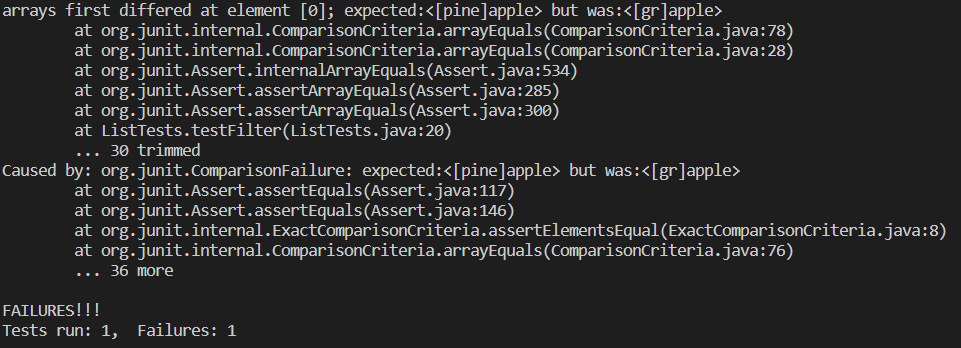 arrays first differed at element [0]; expected:<[pine]apple> but was:<[gr]apple>
at org.junit.internal.ComparisonCriteria.arrayEquals(ComparisonCriteria.java:78)
at org.junit.internal.ComparisonCriteria.arrayEquals(ComparisonCriteria.java:28)
at org.junit.Assert.internalArrayEquals(Assert.java:534)
at org.junit.Assert.assertArrayEquals(Assert.java:285)
at org.junit.Assert.assertArrayEquals(Assert.java:300)
at ListTests.testFilter(ListTests.java:20)
... 30 trimmed
Caused by: org.junit.ComparisonFailure: expected:<[pine]apple> but was:<[gr]apple>
at org.junit.Assert.assertEquals(Assert.java:117)
at org.junit.Assert.assertEquals(Assert.java:146)
at org.junit.internal.ExactComparisonCriteria.assertElementsEqual(ExactComparisonCriteria.java:8)
at org.junit.internal.ComparisonCriteria.arrayEquals(ComparisonCriteria.java:76)
... 36 more
FAILURES!!!
Tests run: 1,  Failures: 1